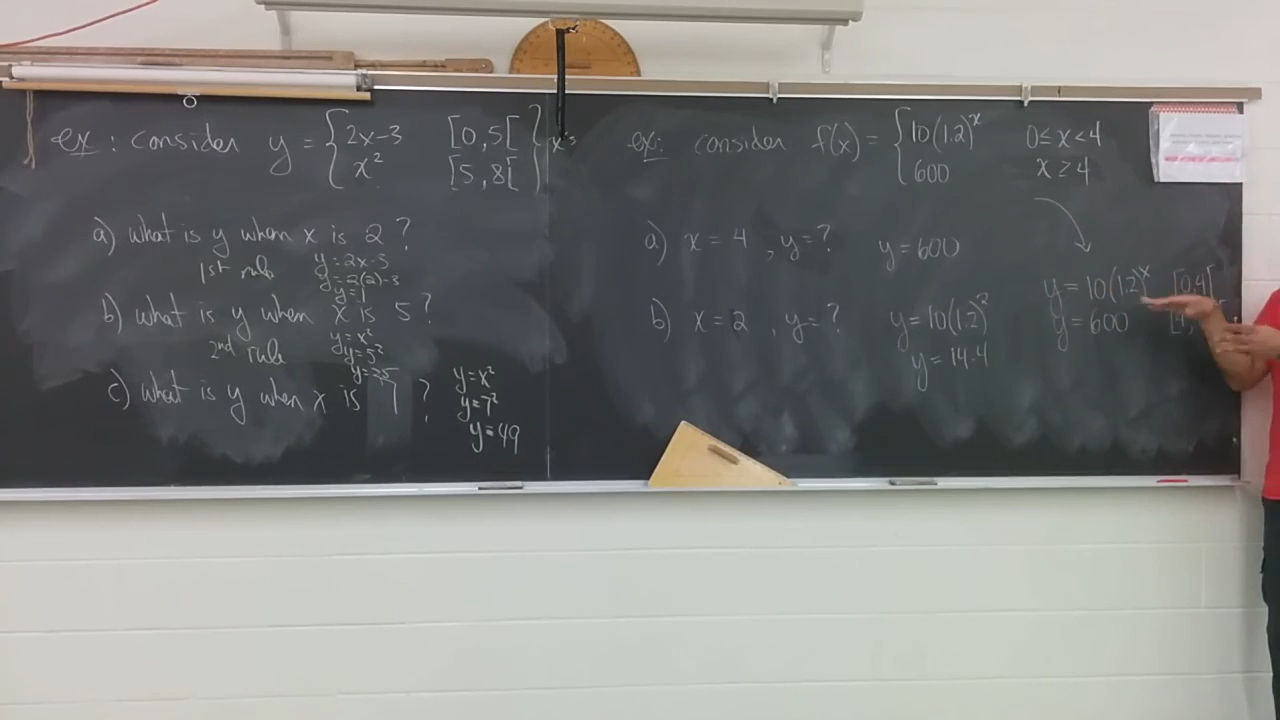 ex: consider y = { 2x-3 [0,5[
x² [5,8[ } x's
a) what is y when x is 2?
1st rule y=2x-3
y=2(2)-3
y=1
b) what is y when x is 5?
2nd rule y=x²
y=5²
y=25
c) what is y when x is 7?
y=x²
y=7²
y=49
ex: consider f(x) = { 10(1.2)^x 0≤x<4
600 x≥4
a) x=4, y=? y=600
b) x=2, y=? y=10(1.2)²
y=14.4
y=10(1.2)^x [0,4[
y=600 [4,